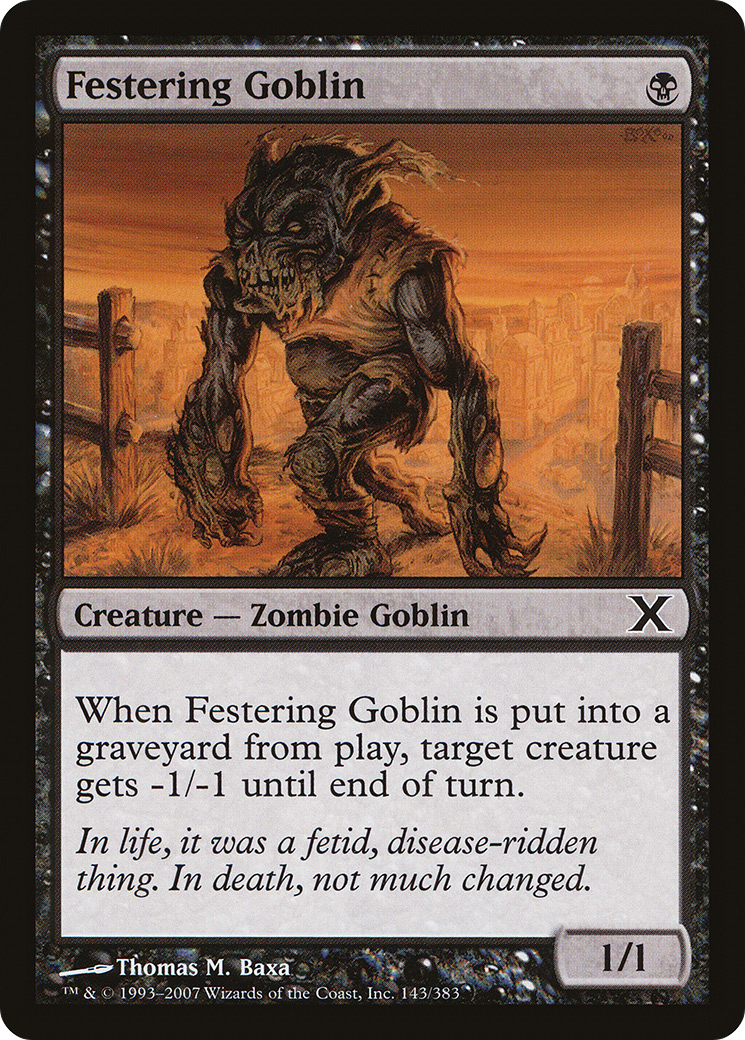 Festering Goblin
Creature — Zombie Goblin
X
When Festering Goblin is put into a
graveyard from play, target creature
gets -1/-1 until end of turn.
In life, it was a fetid, disease-ridden
thing. In death, not much changed.
1/1
Thomas M. Baxa
™ & © 1993–2007 Wizards of the Coast, Inc. 143/383